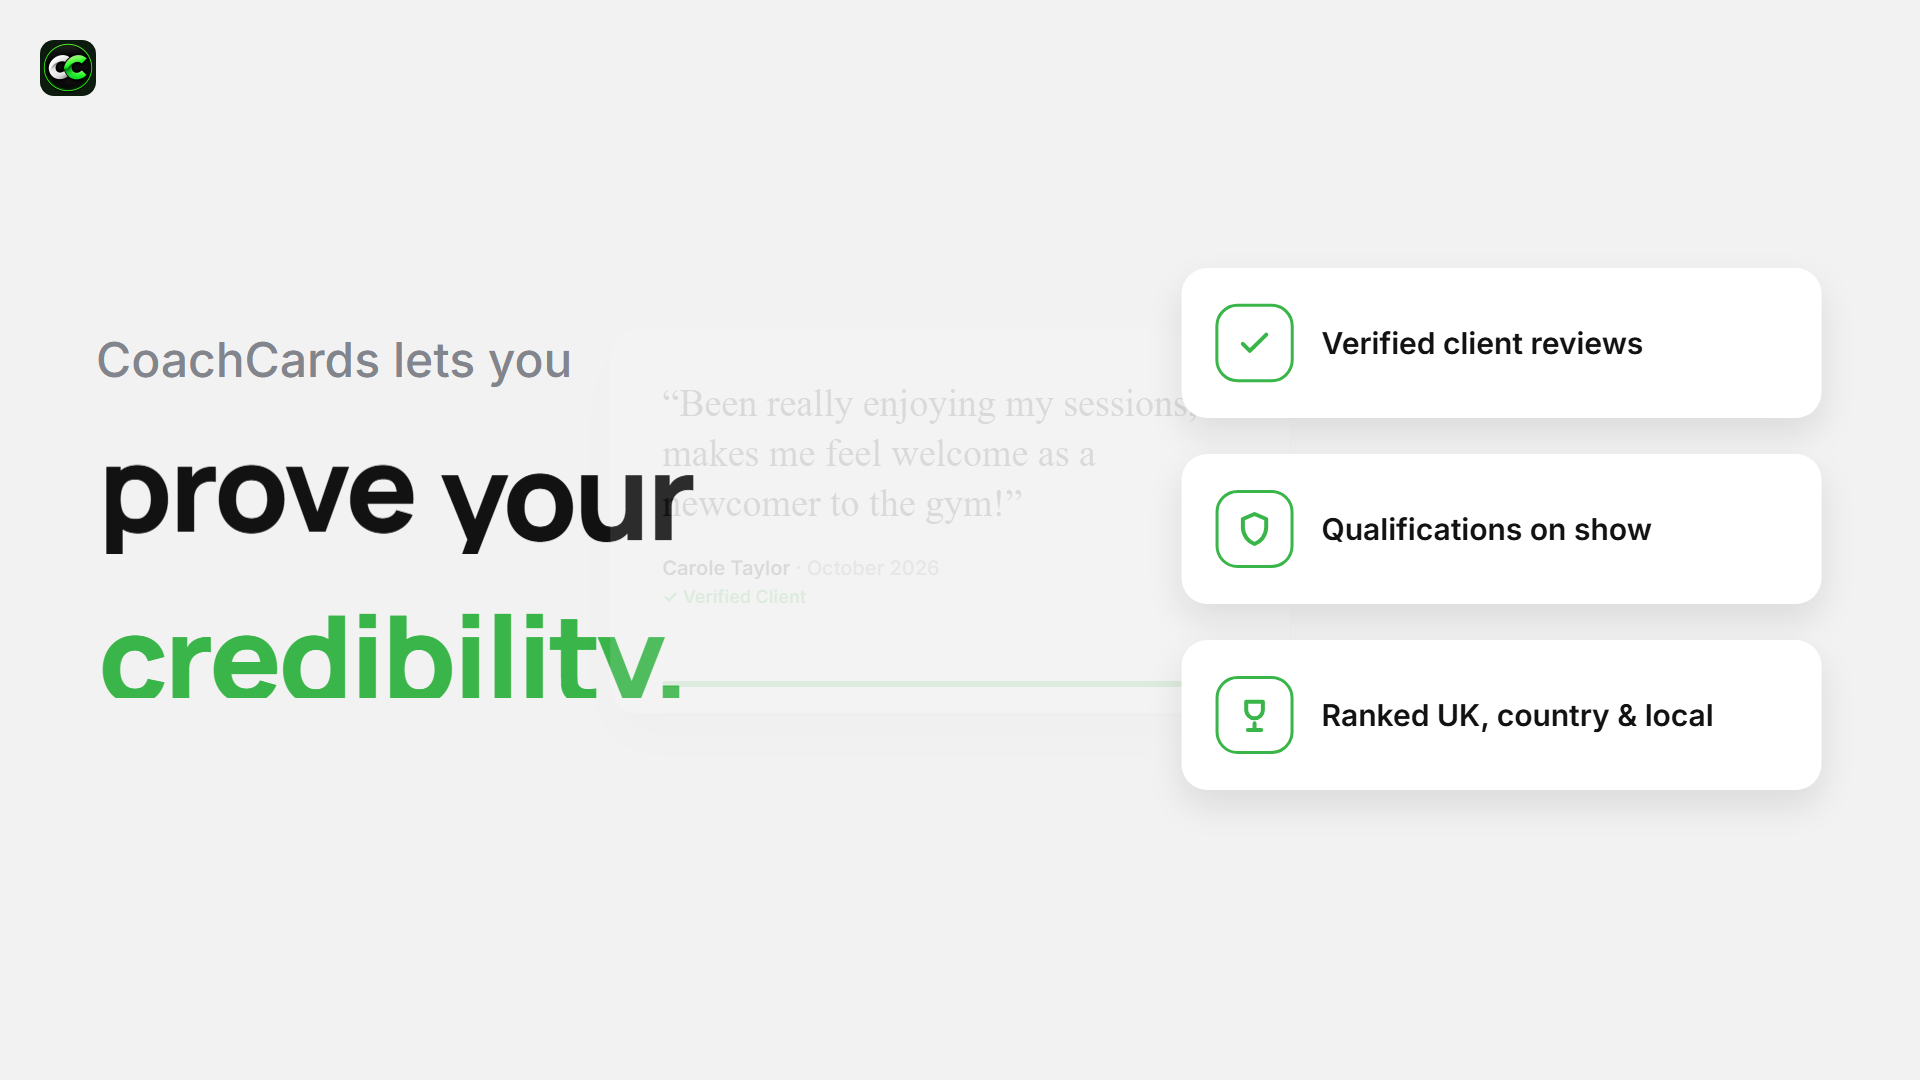 CC
CoachCards lets you
prove your
credibility.
“Been really enjoying my sessions,
makes me feel welcome as a
newcomer to the gym!”
Carole Taylor · October 2026
✓ Verified Client
Verified client reviews
Qualifications on show
Ranked UK, country & local